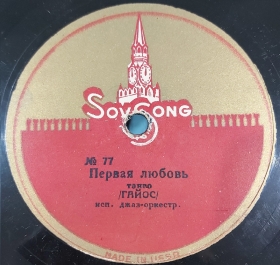 SovSong
№ 77
Первая любовь
танго
/ГАЙОС/
исп. джаз-оркестр.
MADE IN USSR